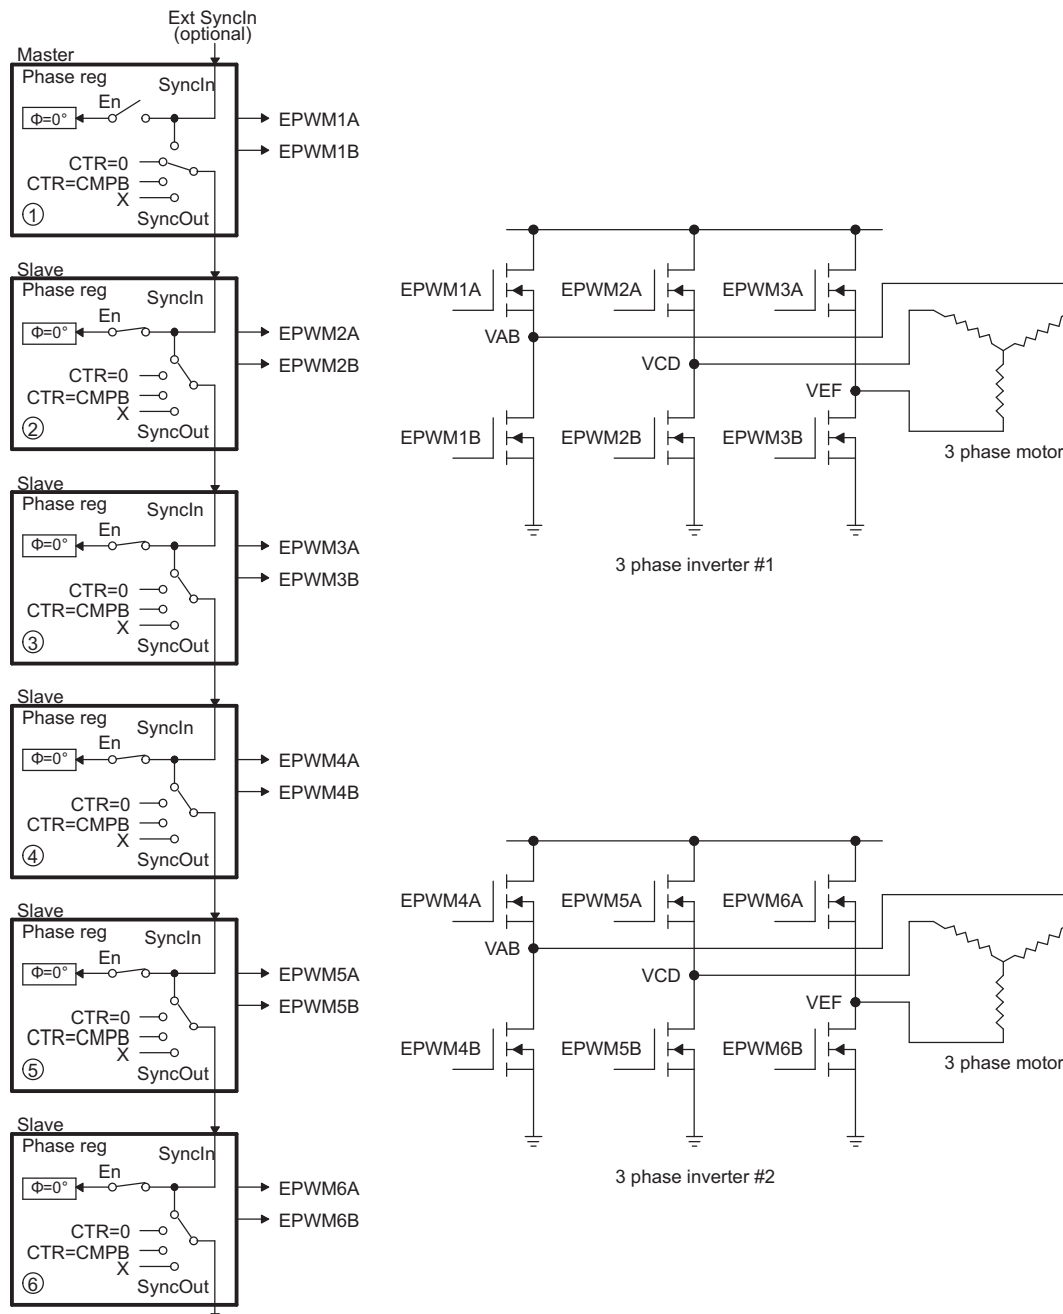 Ext SyncIn
(optional)
Master
Phase reg
SyncIn
En
Φ=0°
EPWM1A
EPWM1B
CTR=0
CTR=CMPB
X
1
SyncOut
Slave
Phase reg
SyncIn
En
Φ=0°
EPWM2A
EPWM2B
CTR=0
CTR=CMPB
X
2
SyncOut
Slave
Phase reg
SyncIn
En
Φ=0°
EPWM3A
EPWM3B
CTR=0
CTR=CMPB
X
3
SyncOut
Slave
Phase reg
SyncIn
En
Φ=0°
EPWM4A
EPWM4B
CTR=0
CTR=CMPB
X
4
SyncOut
Slave
Phase reg
SyncIn
En
Φ=0°
EPWM5A
EPWM5B
CTR=0
CTR=CMPB
X
5
SyncOut
Slave
Phase reg
SyncIn
En
Φ=0°
EPWM6A
EPWM6B
CTR=0
CTR=CMPB
X
6
SyncOut
EPWM1A
EPWM2A
EPWM3A
VAB
VCD
VEF
EPWM1B
EPWM2B
EPWM3B
3 phase motor
3 phase inverter #1
EPWM4A
EPWM5A
EPWM6A
VAB
VCD
VEF
EPWM4B
EPWM5B
EPWM6B
3 phase motor
3 phase inverter #2